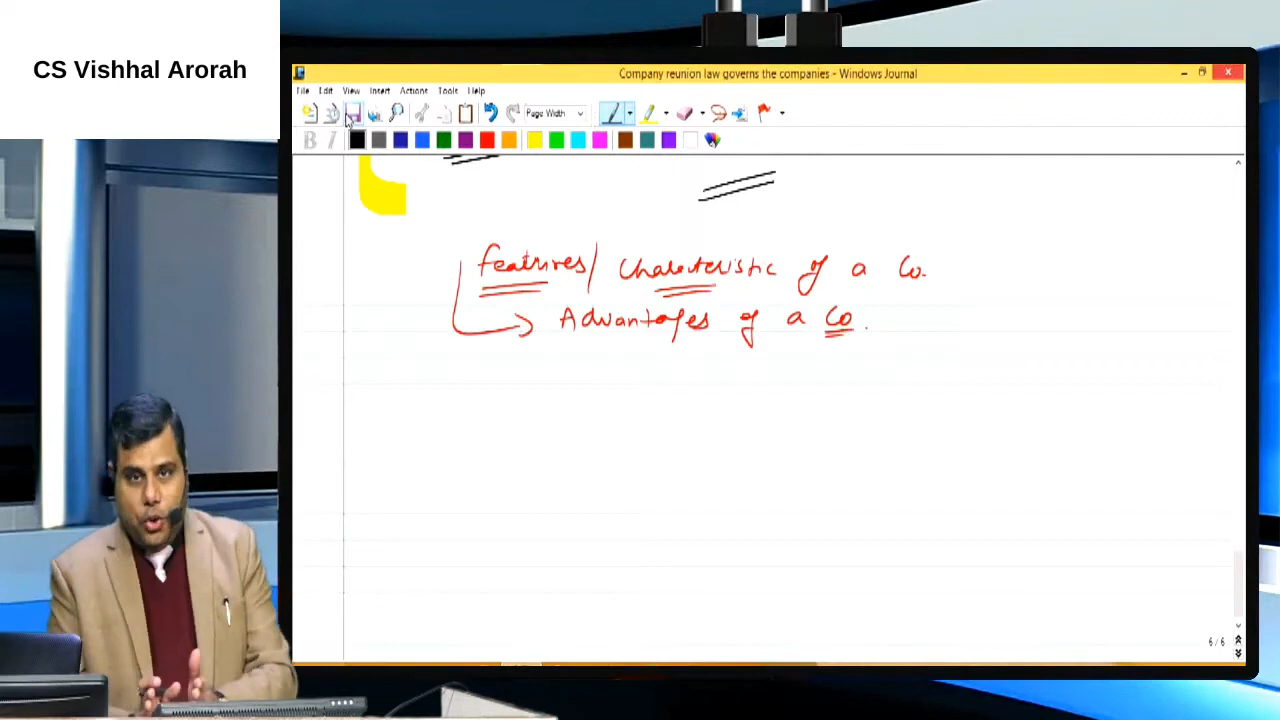 CS Vishhal Arorah
Company reunion law governs the companies - Windows Journal
File Edit View Insert Actions Tools Help
Page Width
B I
features/ Charecteristic of a Co.
Advantages of a Co.
6 / 6